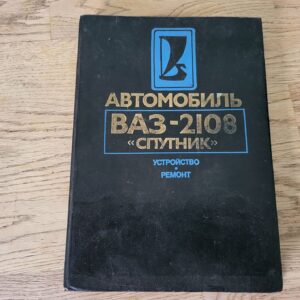 АВТОМОБИЛЬ
ВАЗ-2108
«СПУТНИК»
УСТРОЙСТВО
И
РЕМОНТ